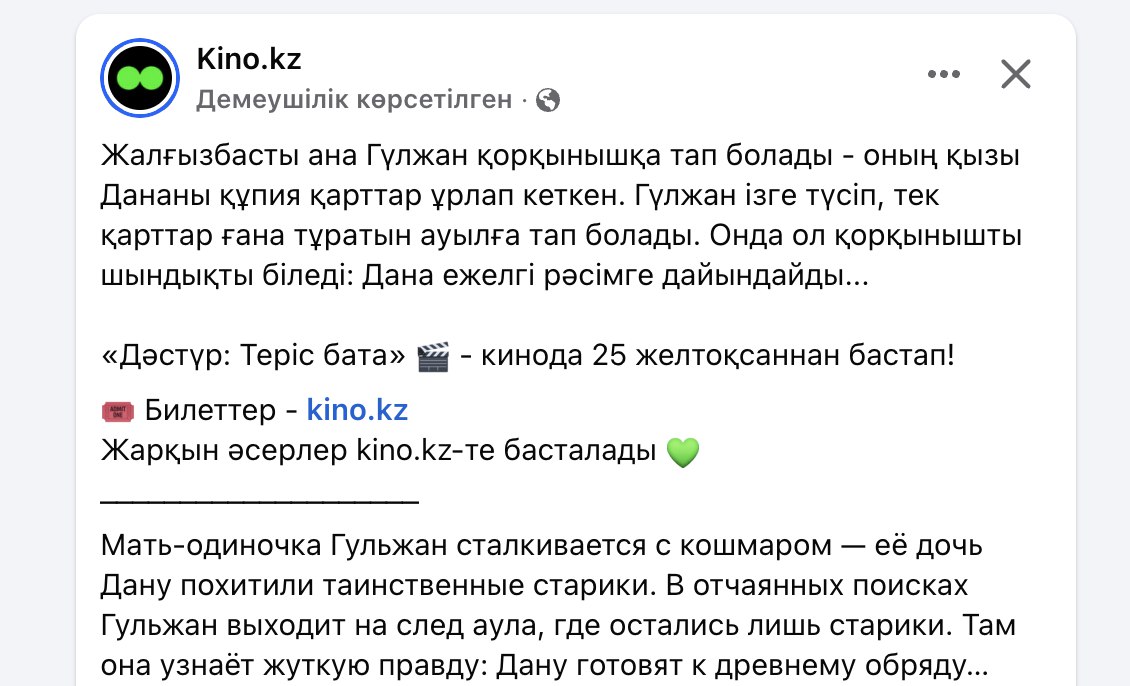 Kino.kz
Демеушілік көрсетілген ·
Жалғызбасты ана Гүлжан қорқынышқа тап болады - оның қызы
Дананы құпия қарттар ұрлап кеткен. Гүлжан ізге түсіп, тек
қарттар ғана тұратын ауылға тап болады. Онда ол қорқынышты
шындықты біледі: Дана ежелгі рәсімге дайындайды...
«Дәстүр: Теріс бата» 🎬 - кинода 25 желтоқсаннан бастап!
🎟 Билеттер - kino.kz
Жарқын әсерлер kino.kz-те басталады 💚
____________________
Мать-одиночка Гульжан сталкивается с кошмаром — её дочь
Дану похитили таинственные старики. В отчаянных поисках
Гульжан выходит на след аула, где остались лишь старики. Там
она узнаёт жуткую правду: Дану готовят к древнему обряду...